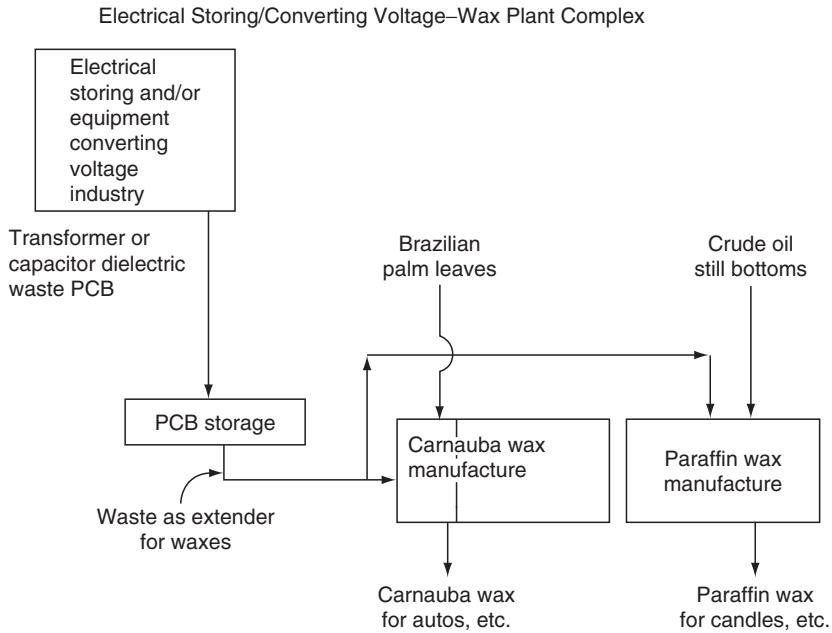 Electrical Storing/Converting Voltage–Wax Plant Complex
Electrical
storing and/or
equipment
converting
voltage
industry
Transformer or
capacitor dielectric
waste PCB
Brazilian
palm leaves
Crude oil
still bottoms
PCB storage
Carnauba wax
manufacture
Paraffin wax
manufacture
Waste as extender
for waxes
Carnauba wax
for autos, etc.
Paraffin wax
for candles, etc.